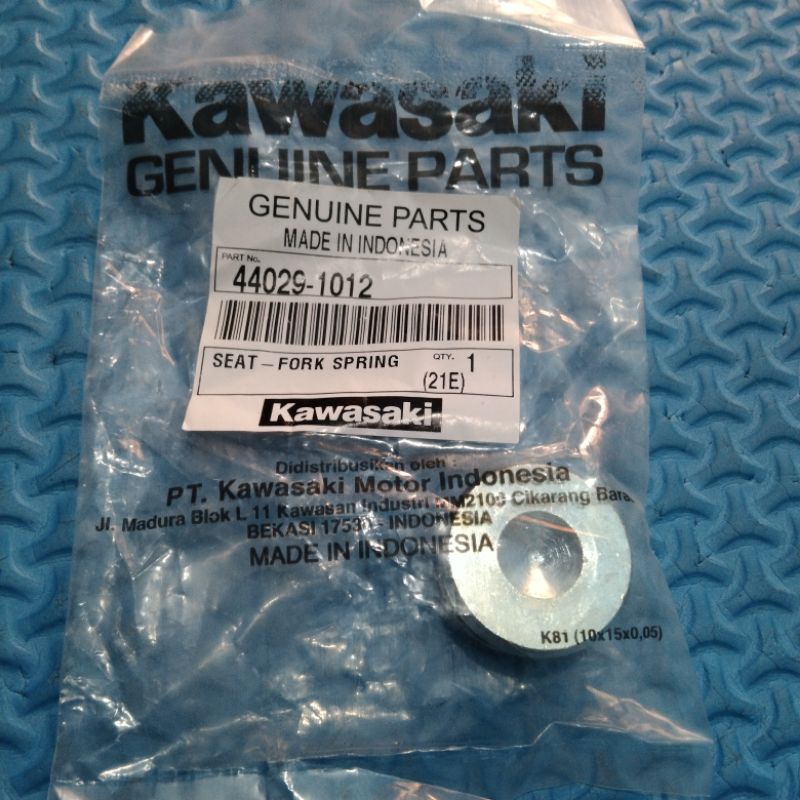 Kawasaki
GENUINE PARTS
GENUINE PARTS
MADE IN INDONESIA
PART No.
44029-1012
SEAT – FORK SPRING QTY. 1
(21E)
Kawasaki
Didistribusikan oleh :
PT. Kawasaki Motor Indonesia
Jl. Madura Blok L 11 Kawasan Industri MM2100 Cikarang Barat
BEKASI 17530 - INDONESIA
MADE IN INDONESIA
K81 (10x15x0,05)